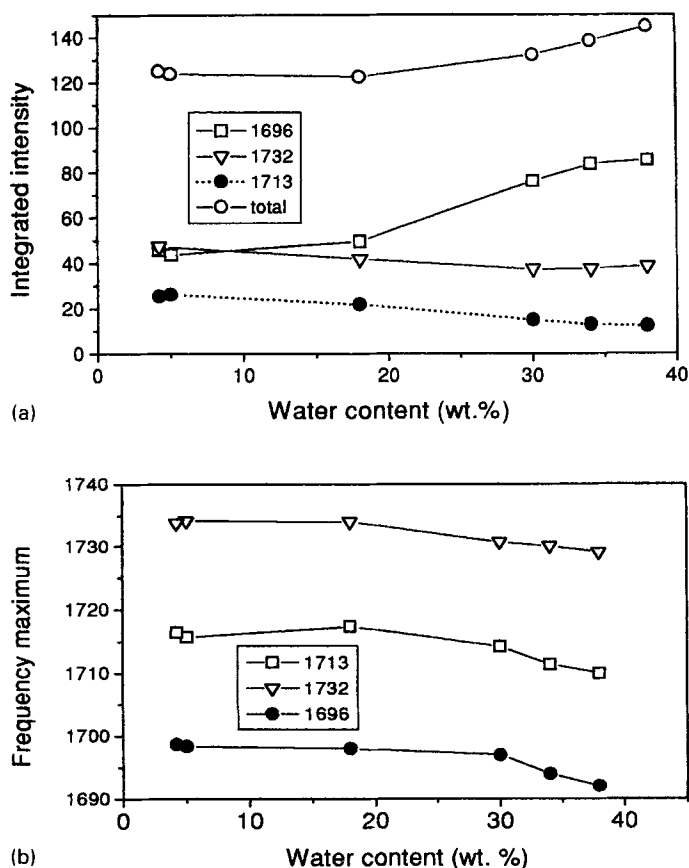 140
120
100
80
60
40
20
0
Integrated intensity
1696
1732
1713
total
0 10 20 30 40
Water content (wt.%)
(a)
1740
1730
1720
1710
1700
1690
Frequency maximum
1713
1732
1696
0 10 20 30 40
Water content (wt. %)
(b)